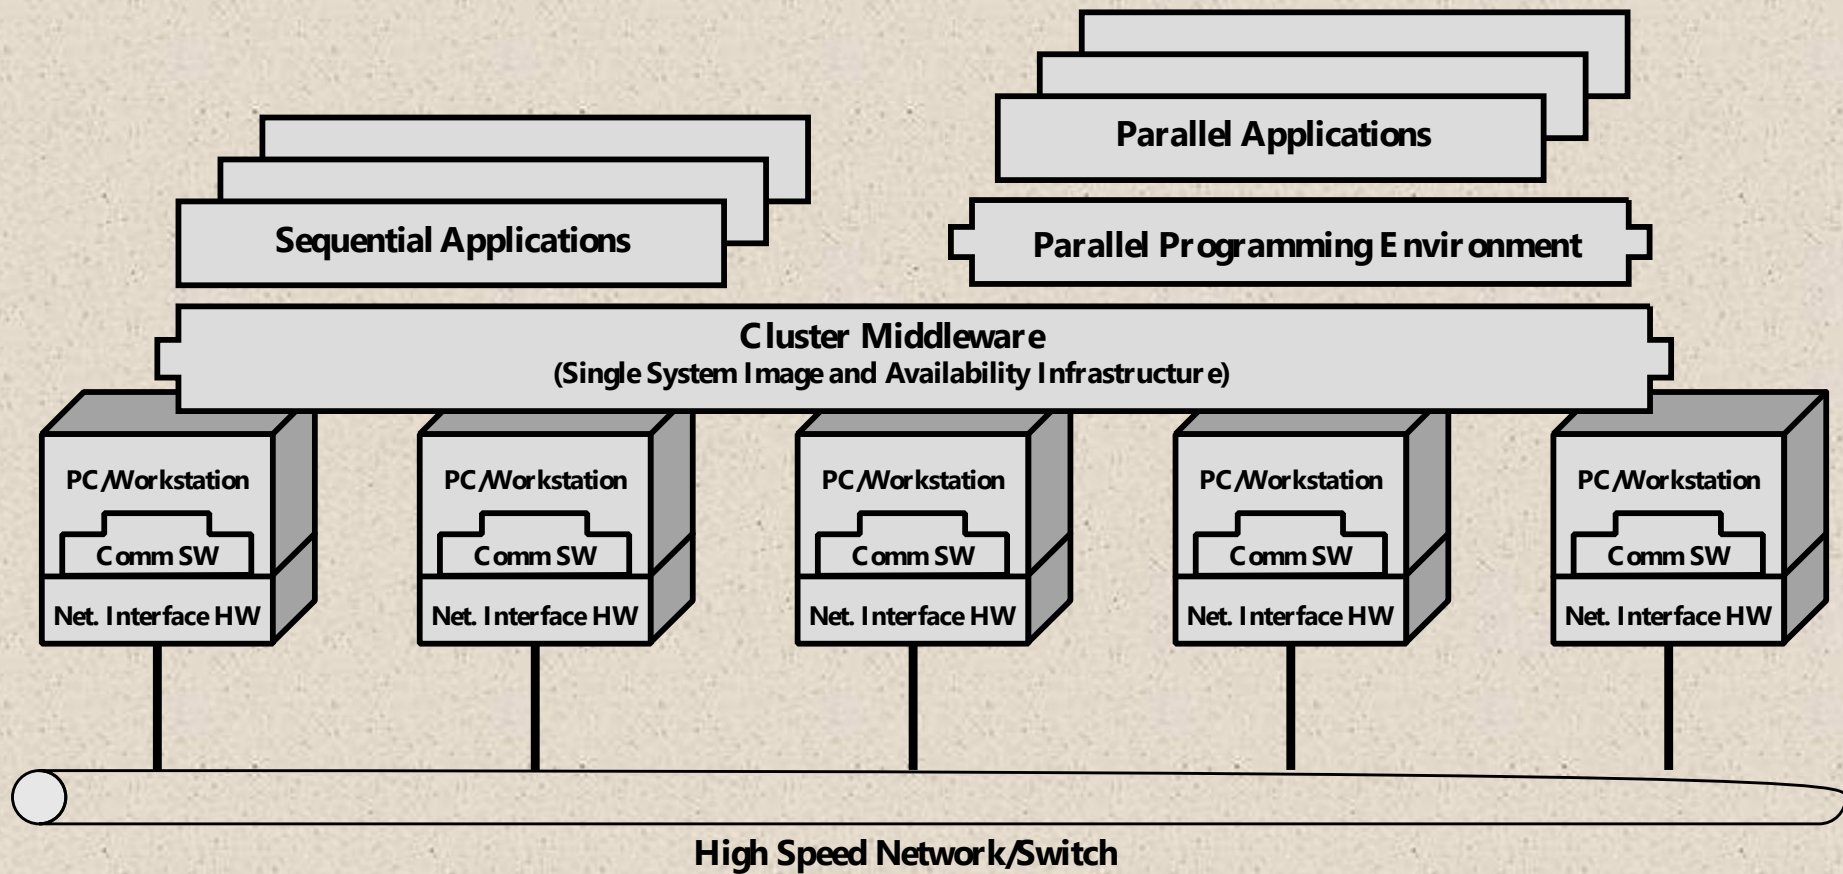 Parallel Applications
Sequential Applications
Parallel Programming Environment
Cluster Middleware
(Single System Image and Availability Infrastructure)
PC/Workstation
Comm SW
Net. Interface HW
PC/Workstation
Comm SW
Net. Interface HW
PC/Workstation
Comm SW
Net. Interface HW
PC/Workstation
Comm SW
Net. Interface HW
PC/Workstation
Comm SW
Net. Interface HW
High Speed Network/Switch